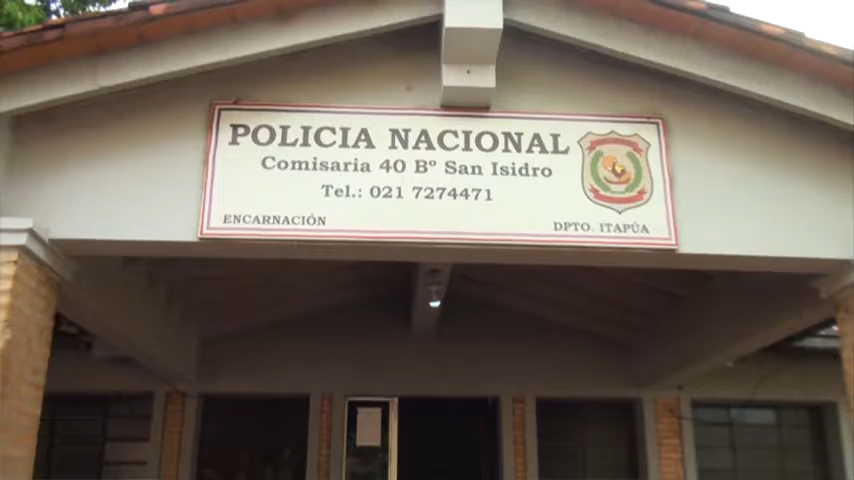 POLICIA NACIONAL
Comisaria 40 Bº San Isidro
Tel.: 021 7274471
ENCARNACIÓN DPTO. ITAPÚA